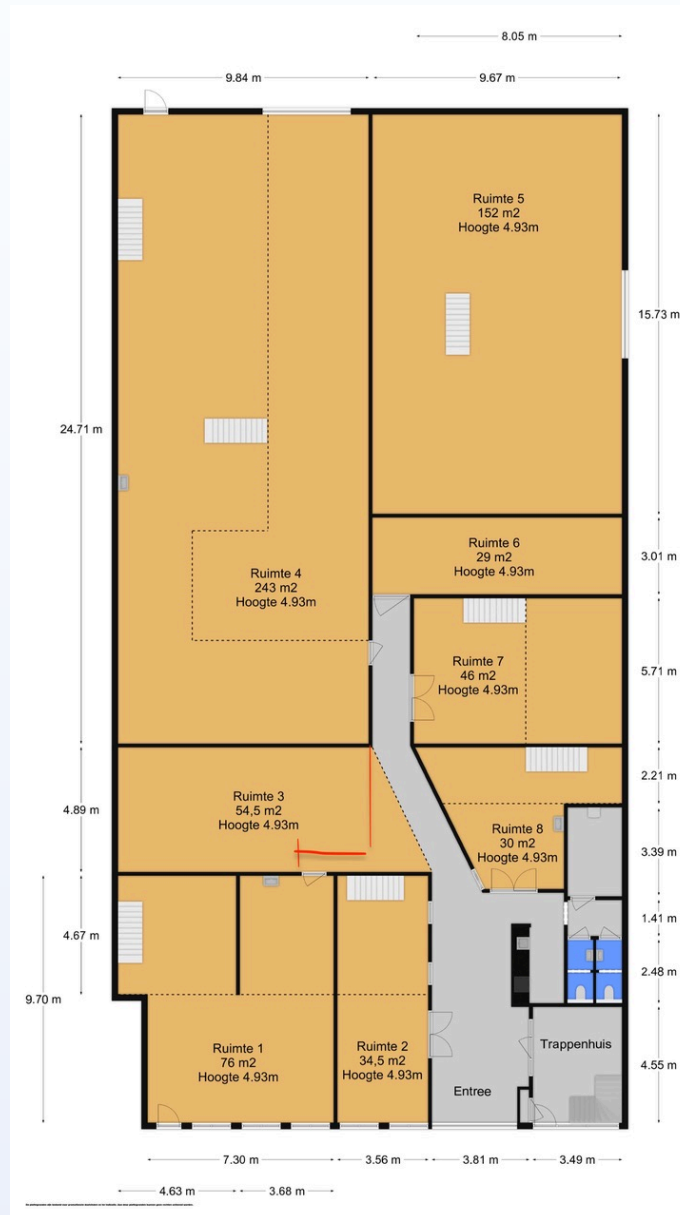 8.05 m
9.84 m
9.67 m
Ruimte 5
152 m2
Hoogte 4.93m
15.73 m
24.71 m
Ruimte 6
29 m2
Hoogte 4.93m
3.01 m
Ruimte 4
243 m2
Hoogte 4.93m
Ruimte 7
46 m2
Hoogte 4.93m
5.71 m
2.21 m
Ruimte 3
54,5 m2
Hoogte 4.93m
4.89 m
Ruimte 8
30 m2
Hoogte 4.93m
3.39 m
1.41 m
4.67 m
2.48 m
9.70 m
Ruimte 1
76 m2
Hoogte 4.93m
Ruimte 2
34,5 m2
Hoogte 4.93m
Trappenhuis
4.55 m
Entree
7.30 m
3.56 m
3.81 m
3.49 m
4.63 m
3.68 m